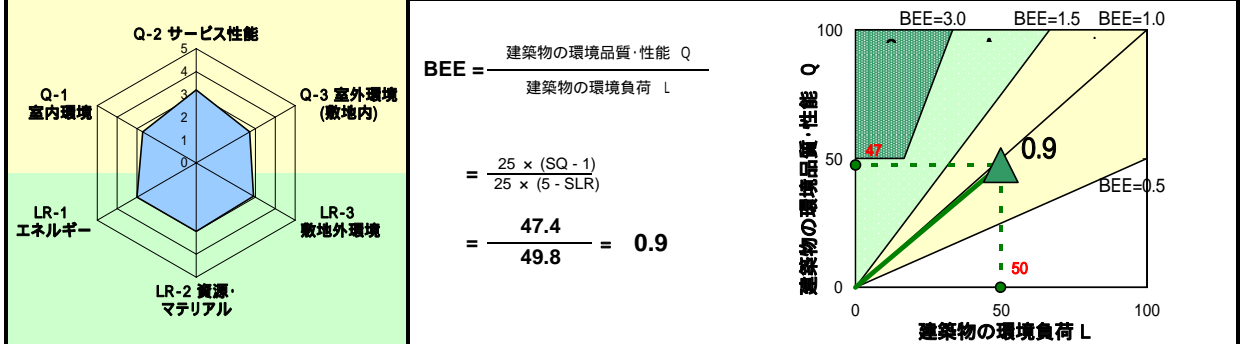 Q-2 サービス性能
5
4
3
2
1
0
Q-1
室内環境
Q-3 室外環境
(敷地内)
LR-1
エネルギー
LR-3
敷地外環境
LR-2 資源・
マテリアル
BEE = 建築物の環境品質・性能 Q
建築物の環境負荷 L
= 25 × (SQ - 1)
25 × (5 - SLR)
= 47.4
49.8
= 0.9
BEE=3.0 BEE=1.5 BEE=1.0
100
50
0
建築物の環境品質・性能 Q
47
0.9
BEE=0.5
50
0 50 100
建築物の環境負荷 L